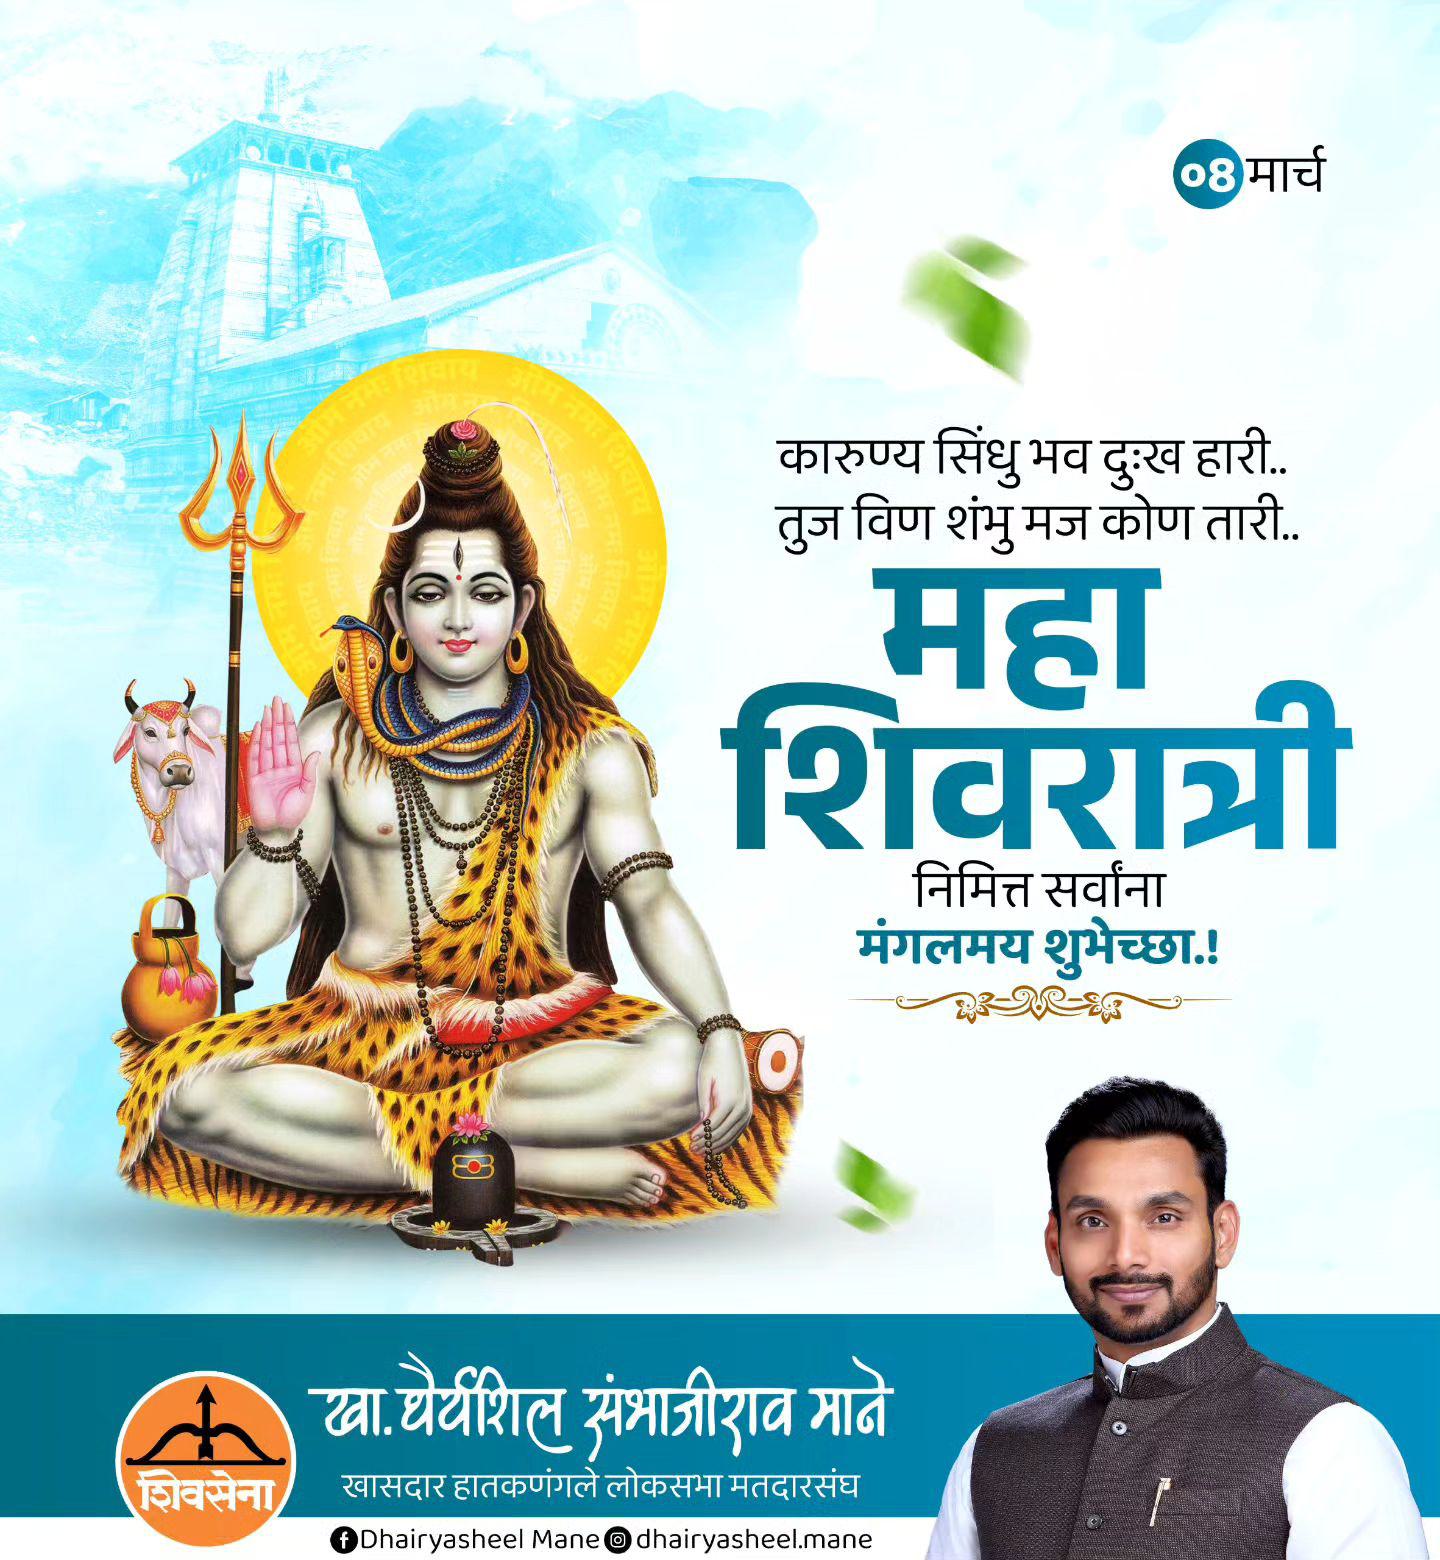 ०8 मार्च
कारुण्य सिंधु भव दुःख हारी..
तुज विण शंभु मज कोण तारी..
महा
शिवरात्री
निमित्त सर्वांना
मंगलमय शुभेच्छा.!
खा. धैर्यशिल संभाजीराव माने
शिवसेना
खासदार हातकणंगले लोकसभा मतदारसंघ
Dhairyasheel Mane dhairyasheel.mane